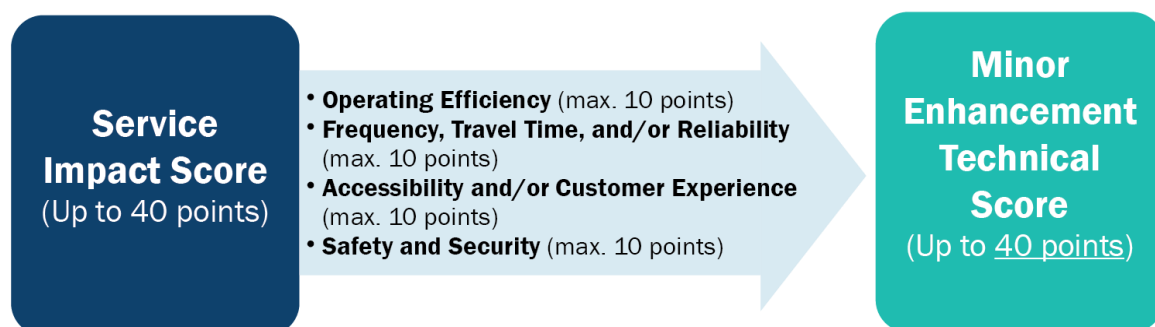 Service
Impact Score
(Up to 40 points)
• Operating Efficiency (max. 10 points)
• Frequency, Travel Time, and/or Reliability
(max. 10 points)
• Accessibility and/or Customer Experience
(max. 10 points)
• Safety and Security (max. 10 points)
Minor
Enhancement
Technical
Score
(Up to 40 points)